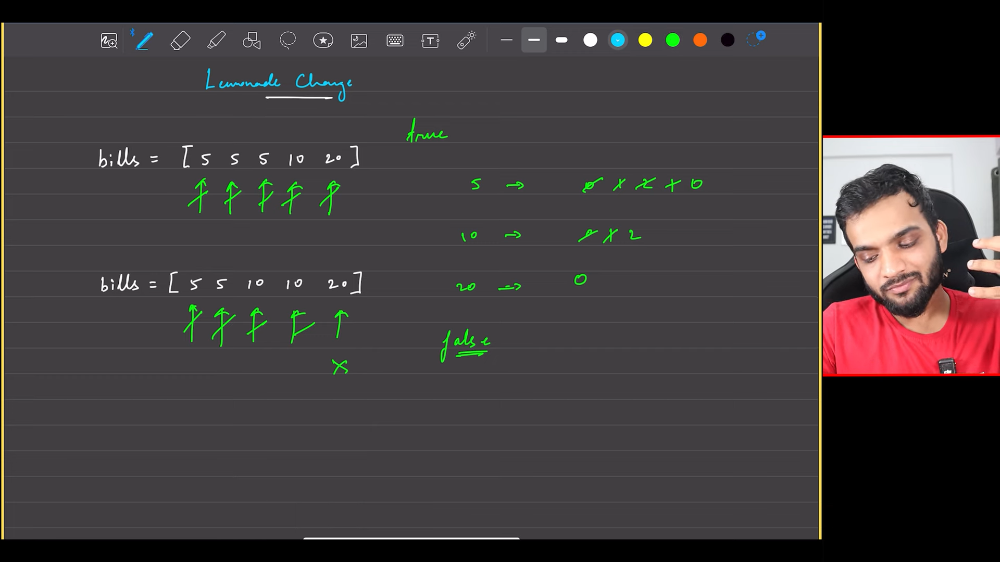 Lemonade Change
true
bills = [ 5 5 5 10 20 ]
5 → 0 1 2 1 0
10 → 0 1 2
bills = [ 5 5 10 10 20 ]
20 → 0
false
x